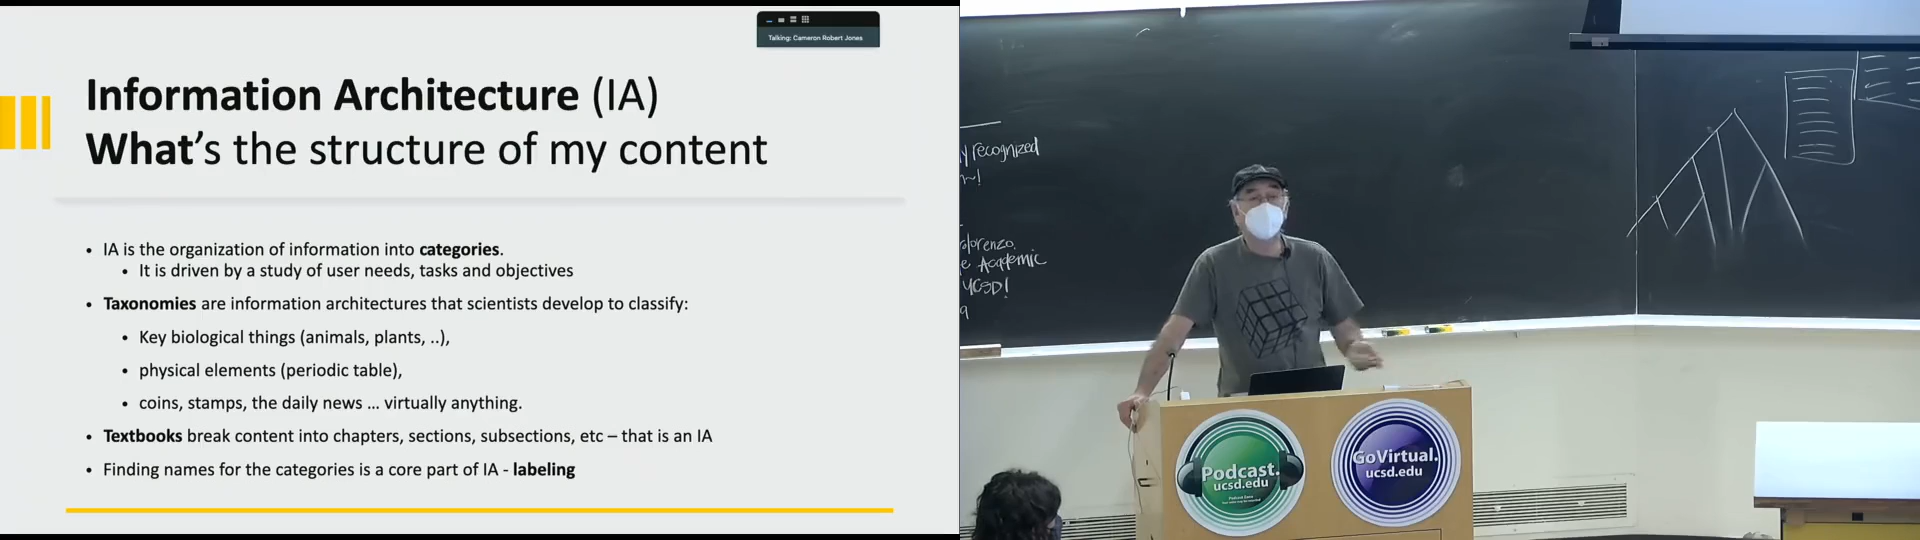 Talking: Cameron Robert Jones
Information Architecture (IA)
What's the structure of my content
• IA is the organization of information into categories.
• It is driven by a study of user needs, tasks and objectives
• Taxonomies are information architectures that scientists develop to classify:
• Key biological things (animals, plants, ..),
• physical elements (periodic table),
• coins, stamps, the daily news … virtually anything.
• Textbooks break content into chapters, sections, subsections, etc – that is an IA
• Finding names for the categories is a core part of IA - labeling
y recognized
Academic
UCSD!
9
Podcast.
ucsd.edu
GoVirtual.
ucsd.edu